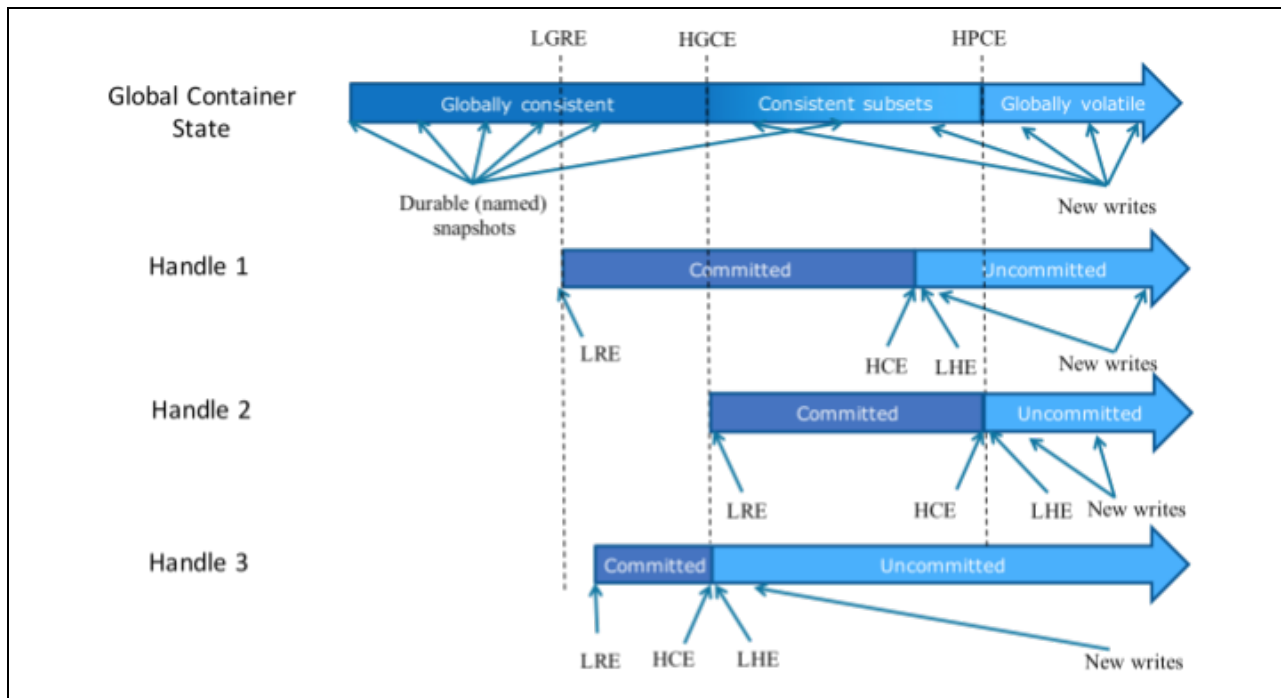 LGRE HGCE HPCE
Global Container
State
Globally consistent Consistent subsets Globally volatile
Durable (named)
snapshots
New writes
Handle 1
Committed Uncommitted
LRE HCE LHE New writes
Handle 2
Committed Uncommitted
LRE HCE LHE New writes
Handle 3
Committed Uncommitted
LRE HCE LHE New writes